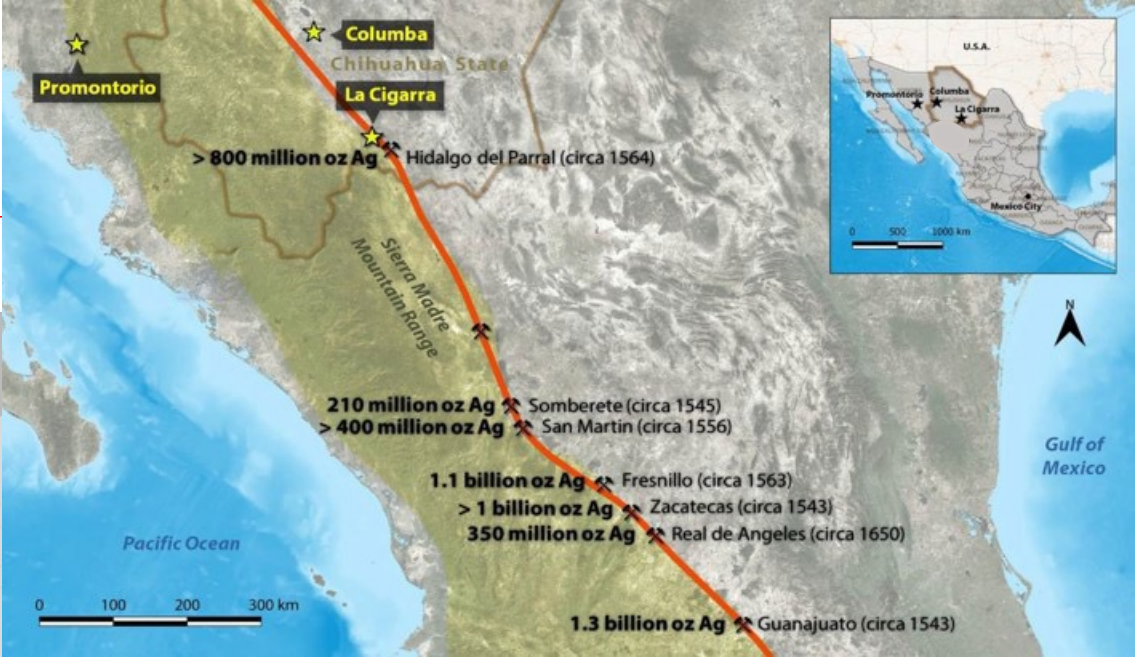 Columba
Chihuahua State
Promontorio
La Cigarra
> 800 million oz Ag Hidalgo del Parral (circa 1564)
Sierra Madre
Mountain Range
210 million oz Ag Somberete (circa 1545)
> 400 million oz Ag San Martin (circa 1556)
1.1 billion oz Ag Fresnillo (circa 1563)
> 1 billion oz Ag Zacatecas (circa 1543)
350 million oz Ag Real de Angeles (circa 1650)
1.3 billion oz Ag Guanajuato (circa 1543)
Pacific Ocean
0 100 200 300 km
Gulf of
Mexico
N
U.S.A.
Promontorio Columba
La Cigarra
Mexico City
0 500 1000 km